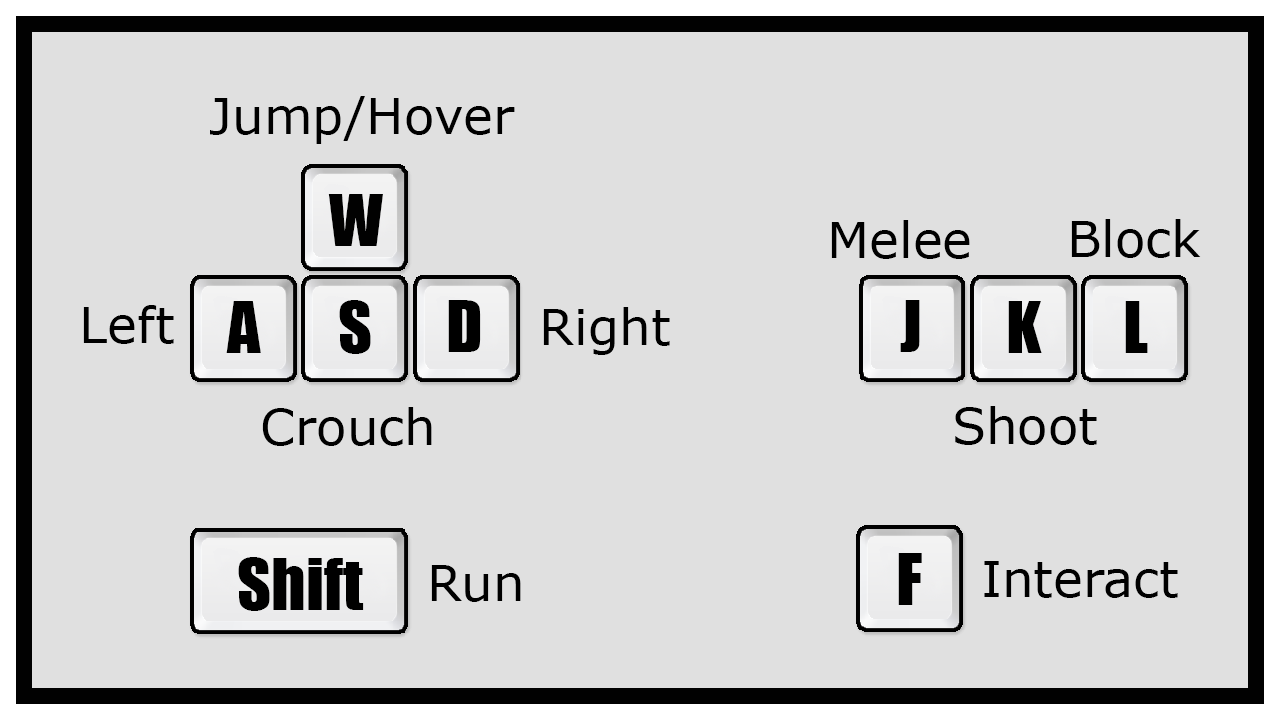 Jump/Hover
W
Melee Block
Left A S D Right
J K L
Crouch
Shoot
Shift Run
F Interact